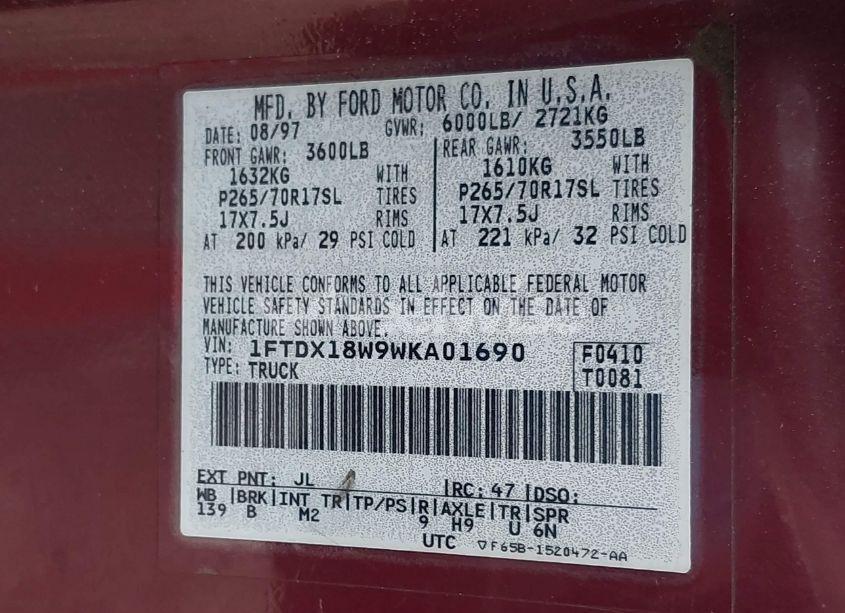 MFD. BY FORD MOTOR CO. IN U.S.A.
DATE: 08/97 GVWR: 6000LB/ 2721KG
FRONT GAWR: 3600LB REAR GAWR: 3550LB
1632KG WITH 1610KG WITH
P265/70R17SL TIRES P265/70R17SL TIRES
17X7.5J RIMS 17X7.5J RIMS
AT 200 kPa/ 29 PSI COLD AT 221 kPa/ 32 PSI COLD
THIS VEHICLE CONFORMS TO ALL APPLICABLE FEDERAL MOTOR
VEHICLE SAFETY STANDARDS IN EFFECT ON THE DATE OF
MANUFACTURE SHOWN ABOVE.
VIN: 1FTDX18W9WKA01690 F0410
TYPE: TRUCK T0081
EXT PNT: JL RC: 47 DSO:
WB BRK INT TR TP/PS R AXLE TR SPR
139 B M2 9 H9 U 6N
UTC ▽F65B-1520472-AA